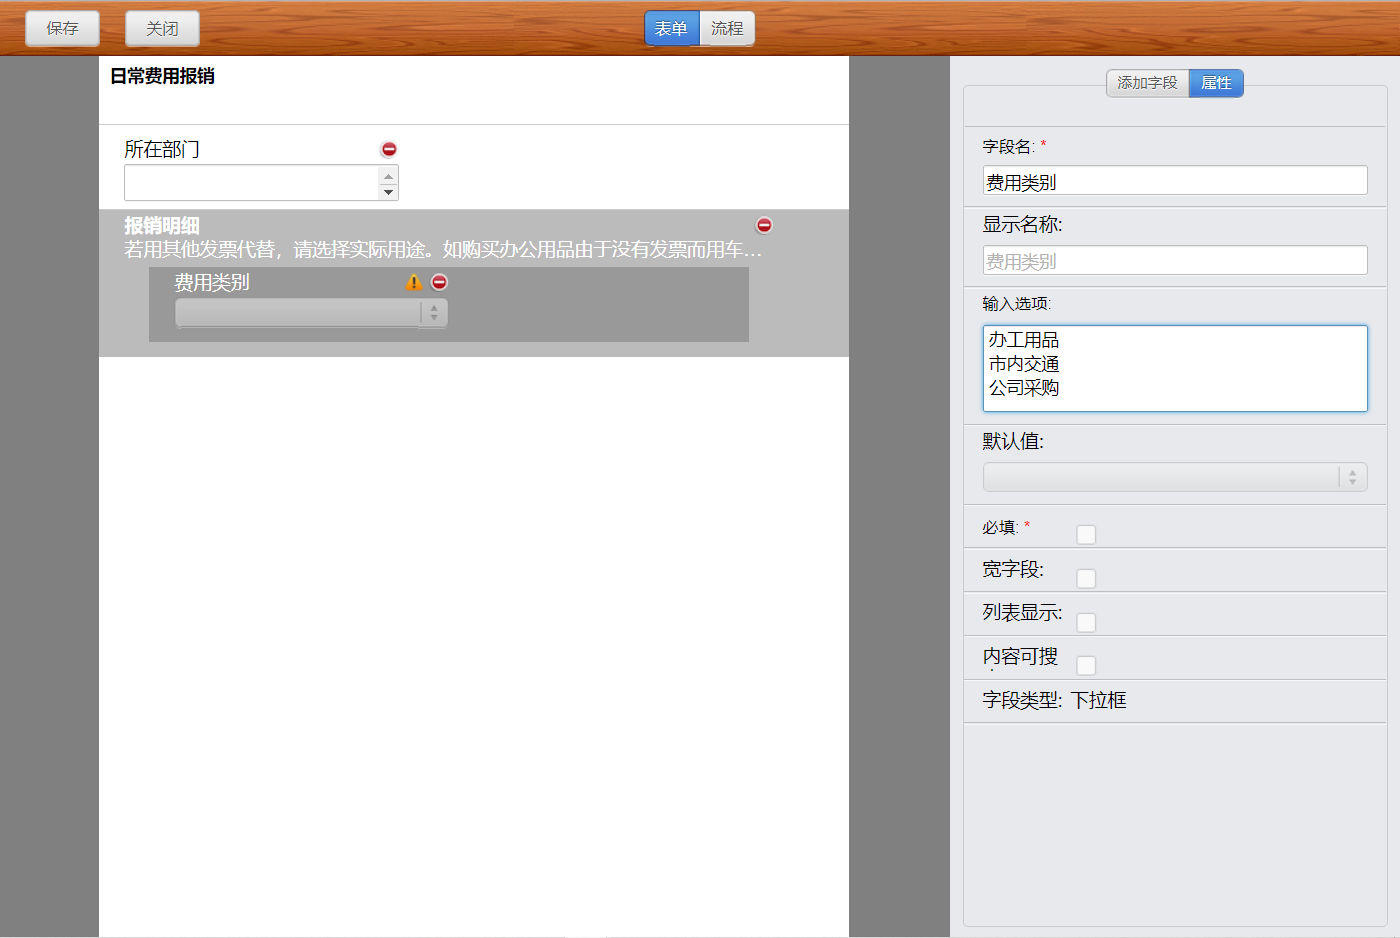 保存
关闭
表单
流程
日常费用报销
所在部门
报销明细
若用其他发票代替，请选择实际用途。如购买办公用品由于没有发票而用车...
费用类别
添加字段
属性
字段名: *
费用类别
显示名称:
费用类别
输入选项:
办工用品
市内交通
公司采购
默认值:
必填: *
宽字段:
列表显示:
内容可搜
字段类型: 下拉框